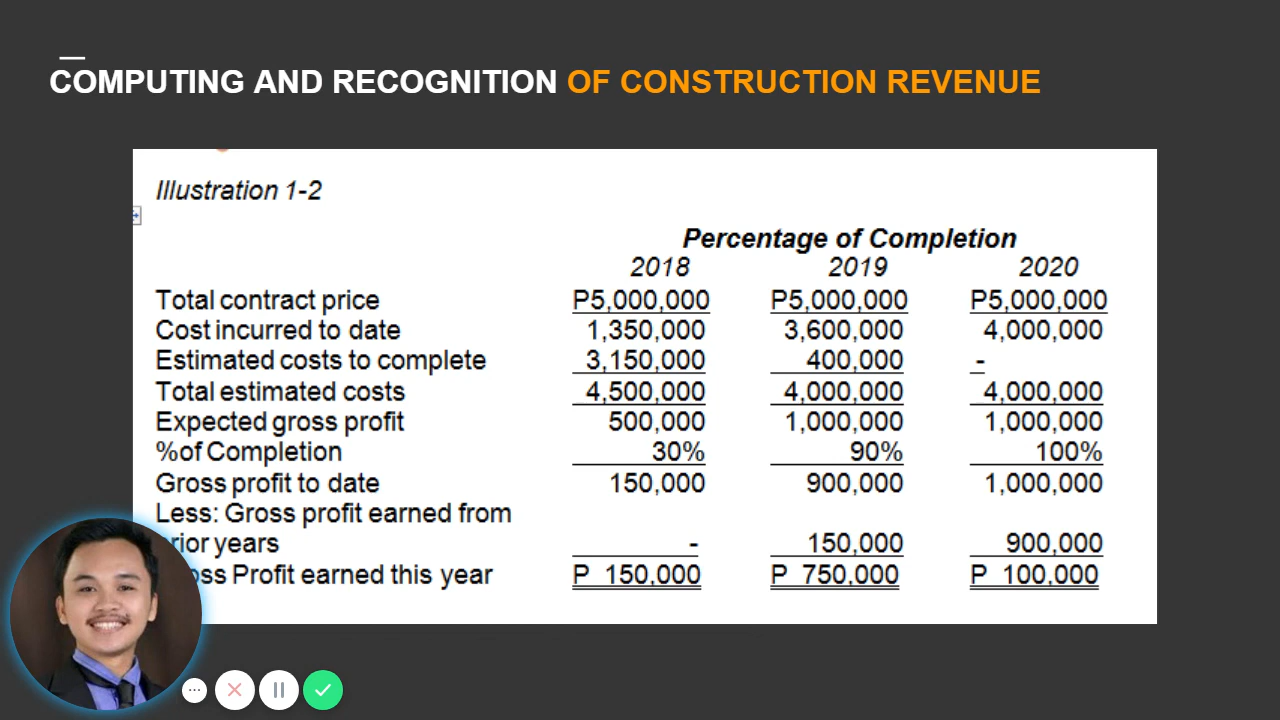 COMPUTING AND RECOGNITION OF CONSTRUCTION REVENUE
Illustration 1-2
Percentage of Completion
2018 2019 2020
Total contract price P5,000,000 P5,000,000 P5,000,000
Cost incurred to date 1,350,000 3,600,000 4,000,000
Estimated costs to complete 3,150,000 400,000 -
Total estimated costs 4,500,000 4,000,000 4,000,000
Expected gross profit 500,000 1,000,000 1,000,000
%of Completion 30% 90% 100%
Gross profit to date 150,000 900,000 1,000,000
Less: Gross profit earned from
rior years - 150,000 900,000
oss Profit earned this year P 150,000 P 750,000 P 100,000